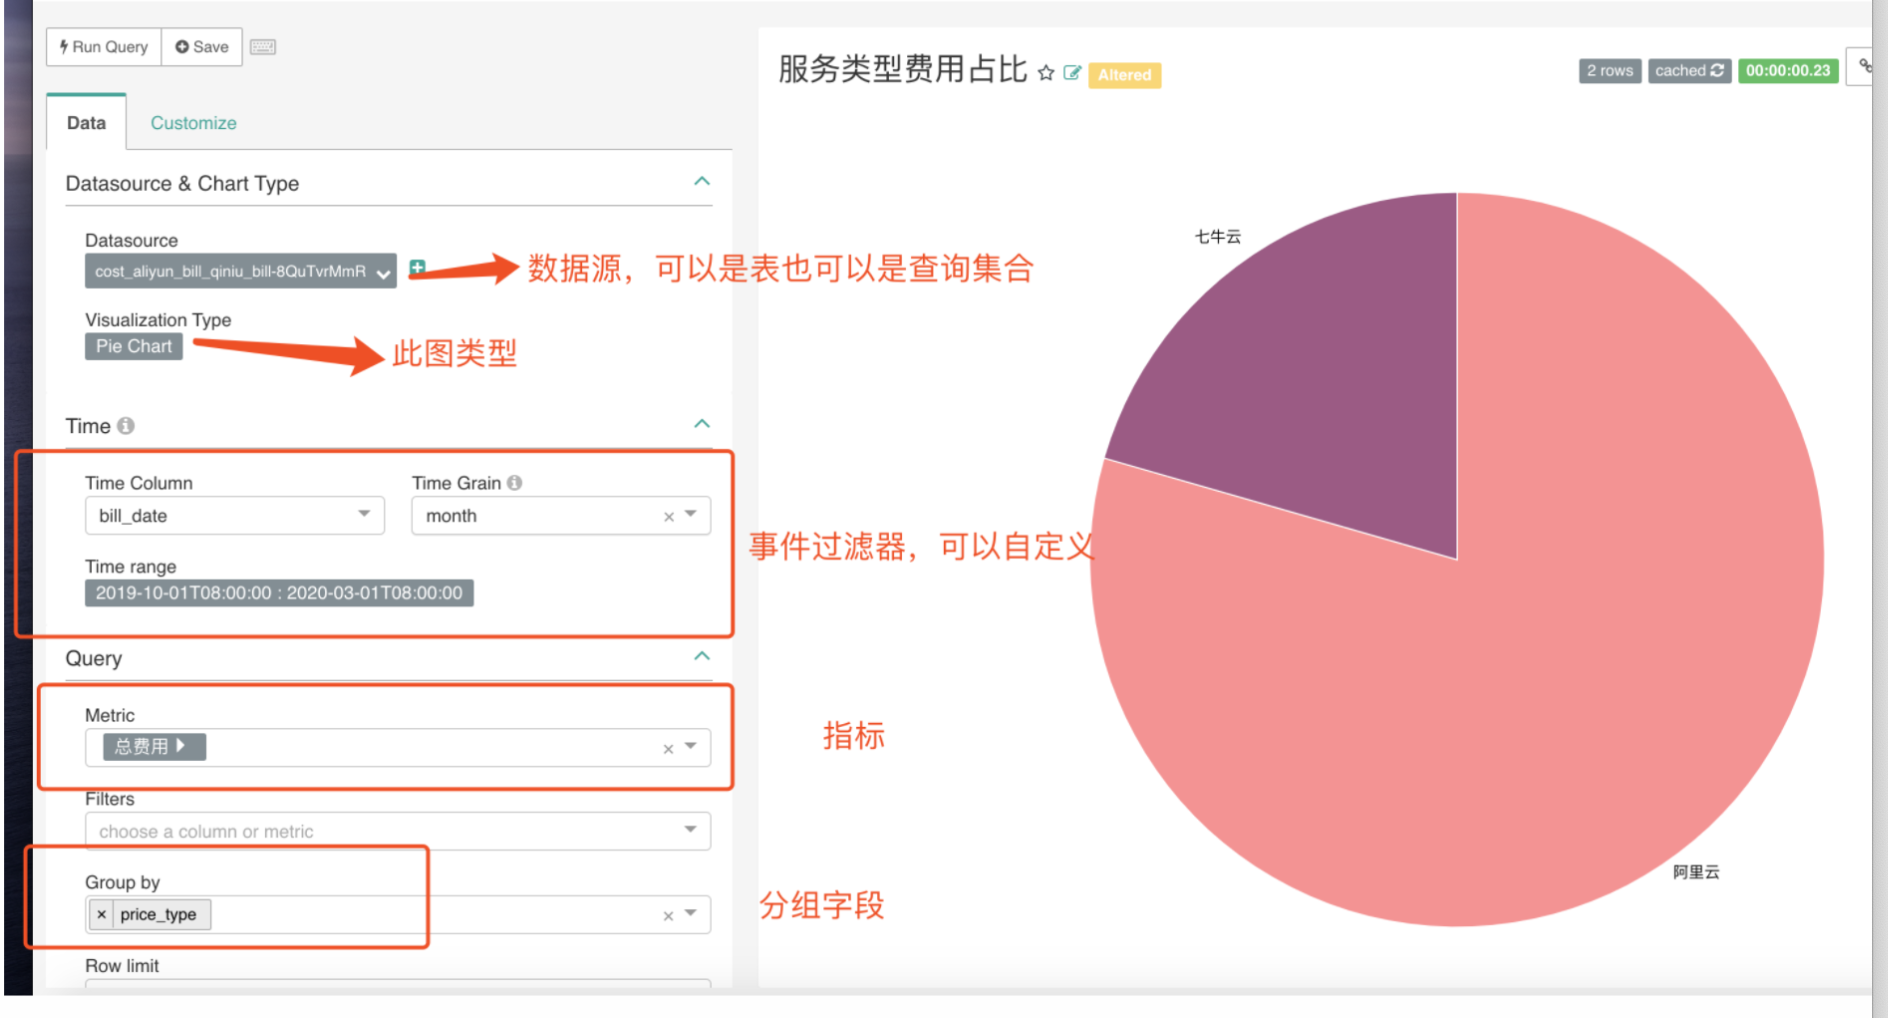 Run Query
Save
服务类型费用占比
Altered
2 rows
cached
00:00:00.23
Data
Customize
Datasource & Chart Type
Datasource
cost_aliyun_bill_qiniu_bill-8QuTvrMmR
数据源，可以是表也可以是查询集合
Visualization Type
Pie Chart
此图类型
Time
Time Column
Time Grain
bill_date
month
Time range
2019-10-01T08:00:00 : 2020-03-01T08:00:00
事件过滤器，可以自定义
Query
Metric
总费用
指标
Filters
choose a column or metric
Group by
× price_type
分组字段
Row limit
七牛云
阿里云